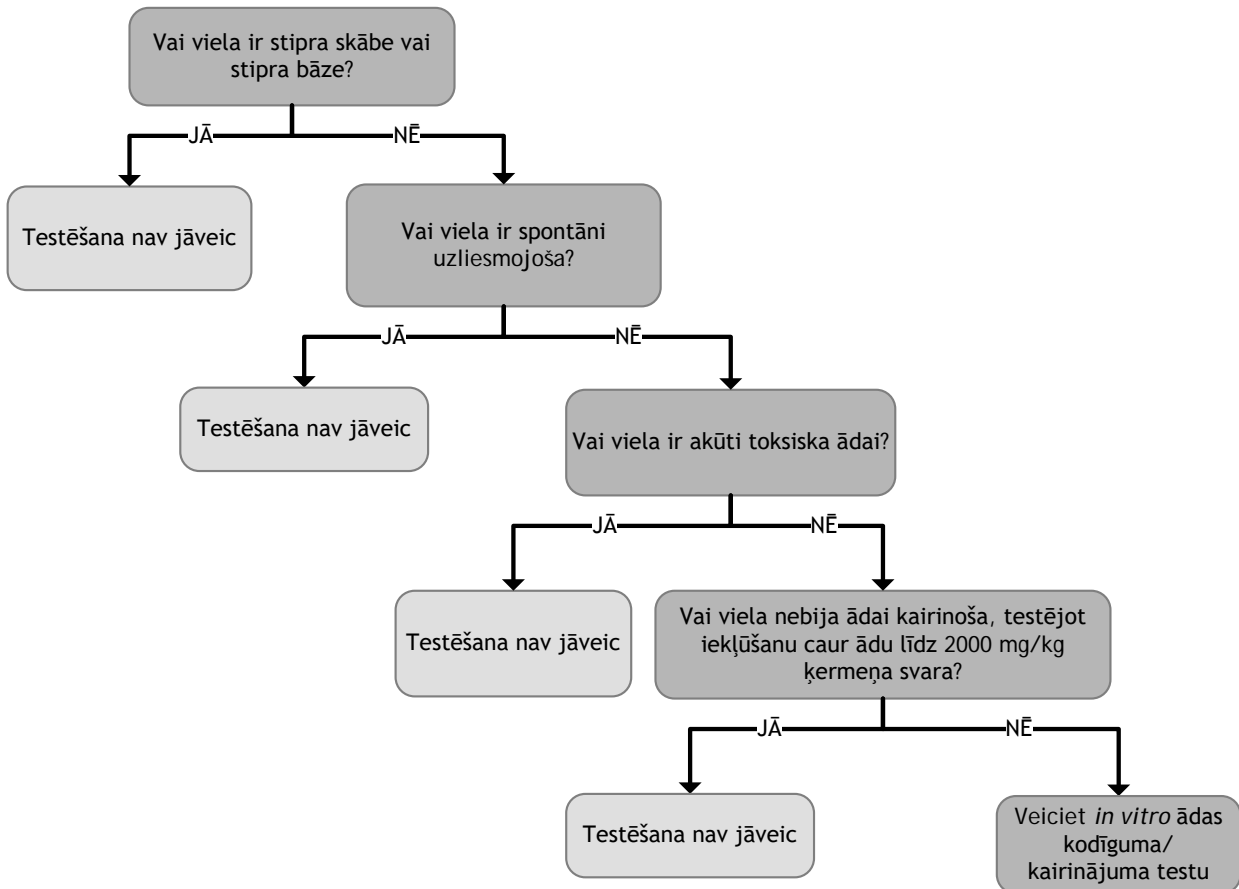 Vai viela ir stipra skābe vai
stipra bāze?
JĀ
NĒ
Testēšana nav jāveic
Vai viela ir spontāni
uzliesmojoša?
JĀ
NĒ
Testēšana nav jāveic
Vai viela ir akūti toksiska ādai?
JĀ
NĒ
Testēšana nav jāveic
Vai viela nebija ādai kairinoša, testējot
iekļūšanu caur ādu līdz 2000 mg/kg
ķermeņa svara?
JĀ
NĒ
Testēšana nav jāveic
Veiciet in vitro ādas
kodīguma/
kairinājuma testu